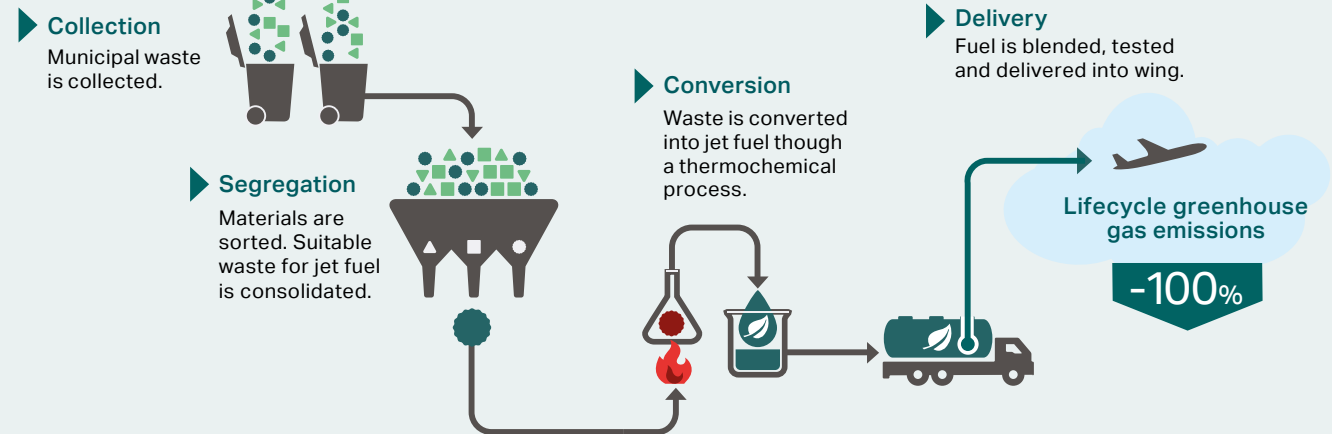 Collection
Municipal waste
is collected.
Segregation
Materials are
sorted. Suitable
waste for jet fuel
is consolidated.
Conversion
Waste is converted
into jet fuel though
a thermochemical
process.
Delivery
Fuel is blended, tested
and delivered into wing.
Lifecycle greenhouse
gas emissions
-100%